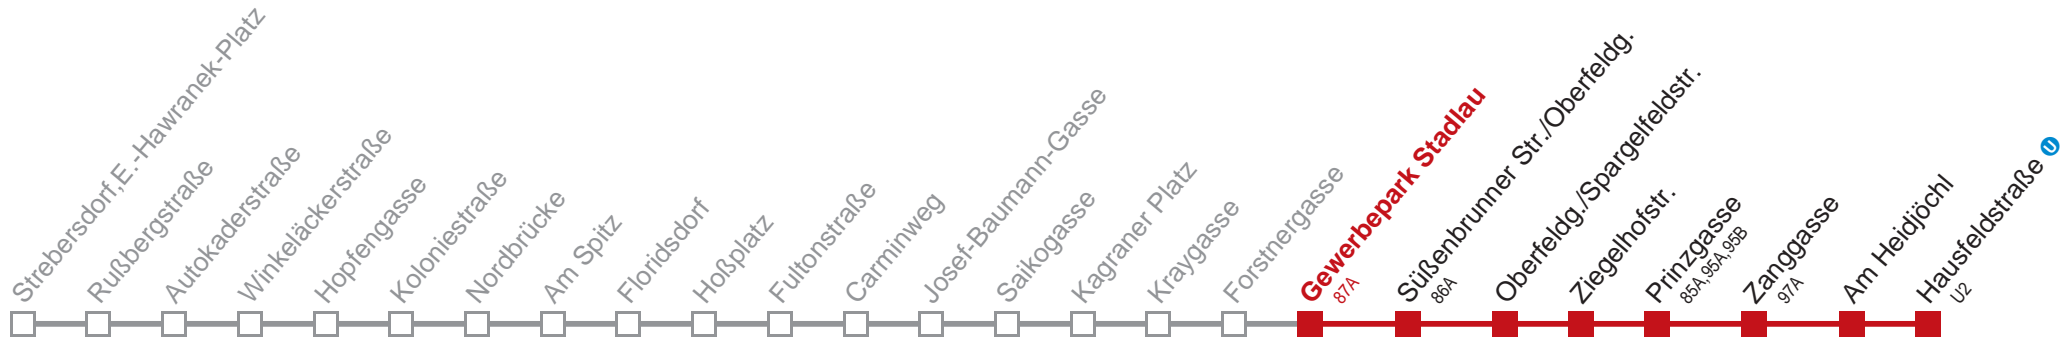 Strebersdorf,E.-Hawranek-Platz
Rußbergstraße
Autokaderstraße
Winkeläckerstraße
Hopfengasse
Koloniestraße
Nordbrücke
Am Spitz
Floridsdorf
Hoßplatz
Fultonstraße
Carminweg
Josef-Baumann-Gasse
Saikogasse
Kagraner Platz
Kraygasse
Forstnergasse
Gewerbepark Stadlau
87A
Süßenbrunner Str./Oberfeldg.
86A
Oberfeldg./Spargelfeldstr.
Ziegelhofstr.
Prinzgasse
85A,95A,95B
Zanggasse
97A
Am Heidjöchl
Hausfeldstraße U
U2